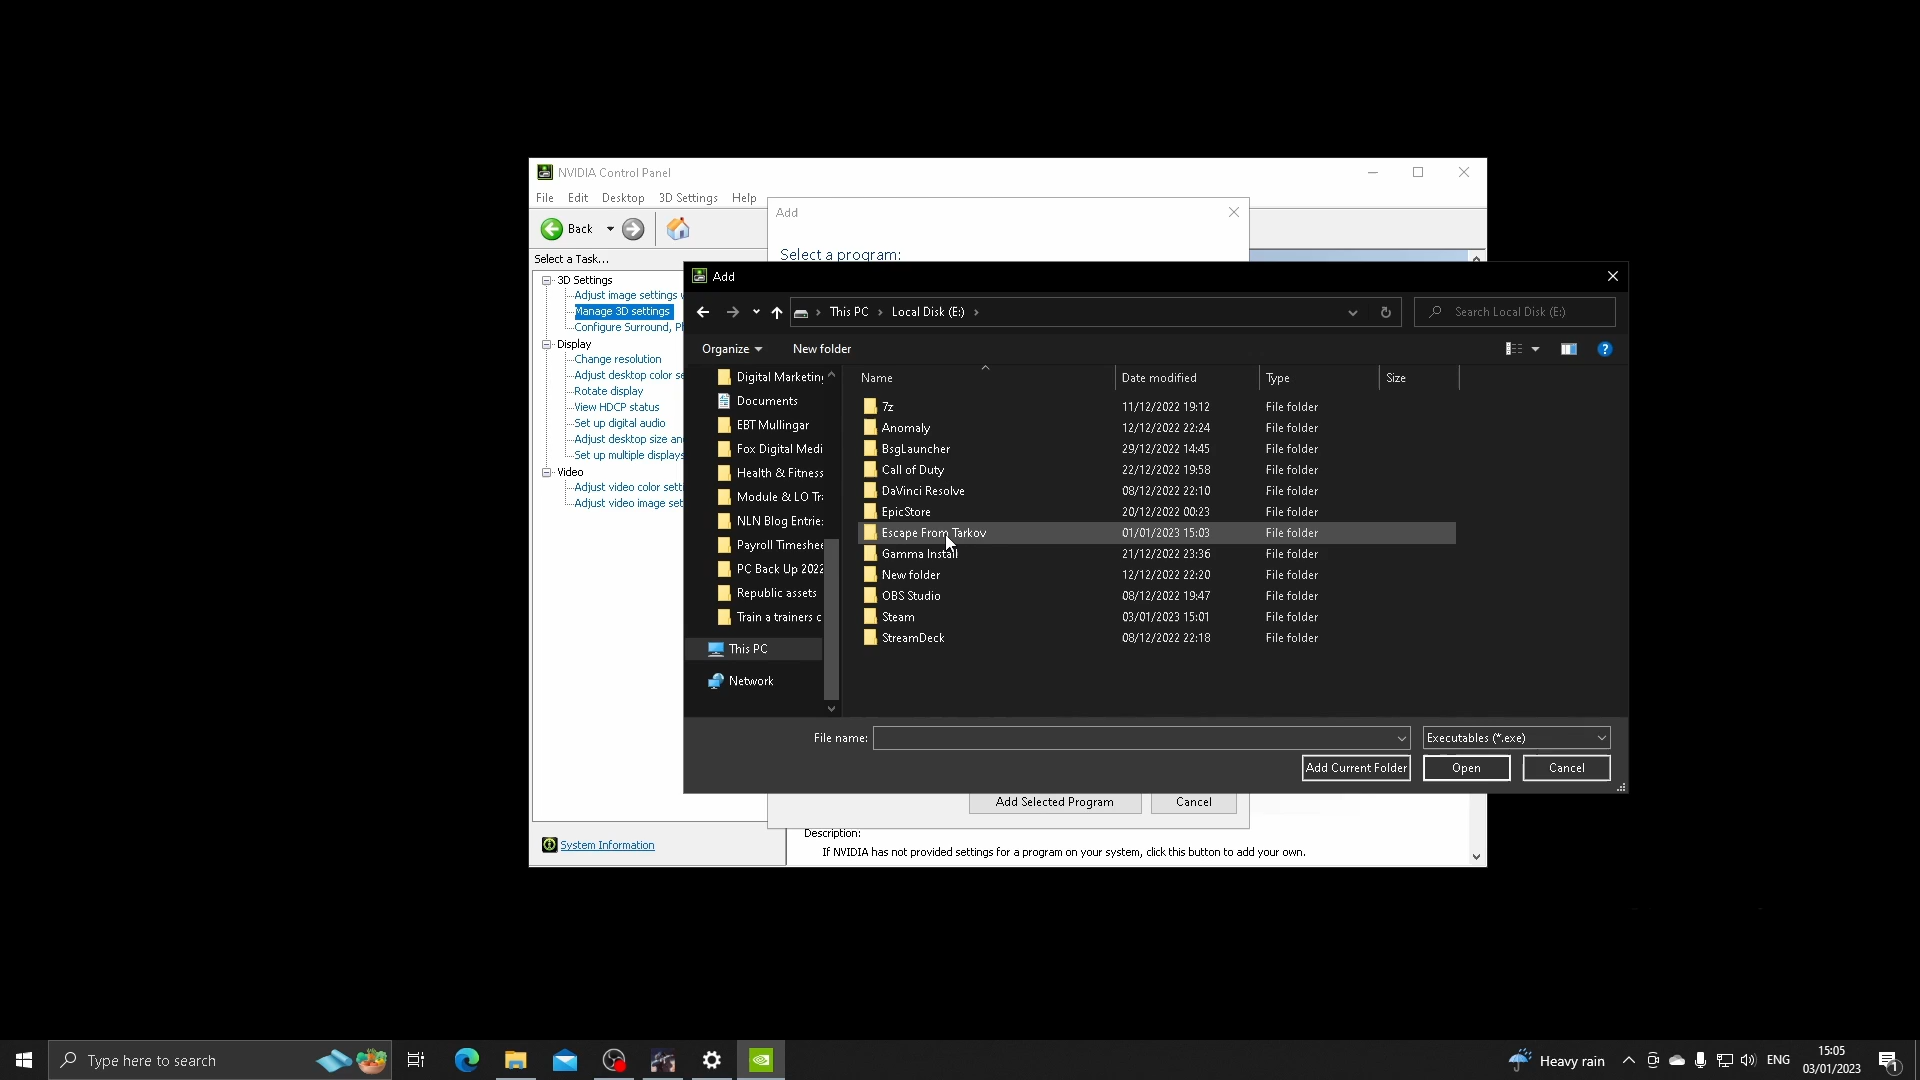 NVIDIA Control Panel
File Edit Desktop 3D Settings Help
Back
Select a Task...
3D Settings
Adjust image settings
Manage 3D settings
Configure Surround,
Display
Change resolution
Adjust desktop color se
Rotate display
View HDCP status
Set up digital audio
Adjust desktop size an
Set up multiple displays
Video
Adjust video color sett
Adjust video image set
System Information
Add
Select a program:
Add
This PC > Local Disk (E:) >
Search Local Disk (E:)
Organize New folder
Digital Marketing
Documents
EBT Mullingar
Fox Digital Medi
Health & Fitness
Module & LO Tr
NLN Blog Entrie
Payroll Timeshee
PC Back Up 2022
Republic assets
Train a trainers c
This PC
Network
Name Date modified Type Size
7z 11/12/2022 19:12 File folder
Anomaly 12/12/2022 22:24 File folder
BsgLauncher 29/12/2022 14:45 File folder
Call of Duty 22/12/2022 19:58 File folder
DaVinci Resolve 08/12/2022 22:10 File folder
EpicStore 20/12/2022 00:23 File folder
Escape From Tarkov 01/01/2023 15:03 File folder
Gamma Install 21/12/2022 23:36 File folder
New folder 12/12/2022 22:20 File folder
OBS Studio 08/12/2022 19:47 File folder
Steam 03/01/2023 15:01 File folder
StreamDeck 08/12/2022 22:18 File folder
File name:
Executables (*.exe)
Add Current Folder Open Cancel
Add Selected Program Cancel
Description:
If NVIDIA has not provided settings for a program on your system, click this button to add your own.
Type here to search
Heavy rain
ENG
15:05
03/01/2023
1